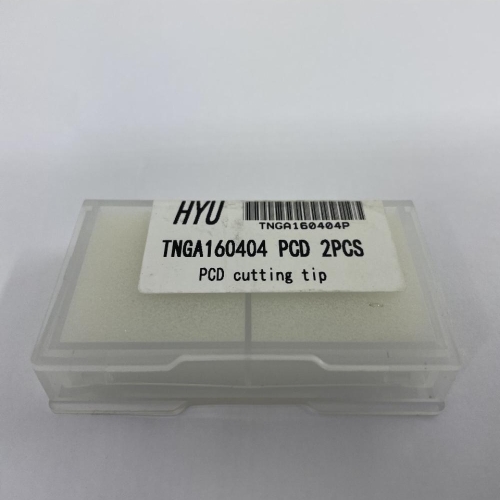 HYU
TNGA160404P
TNGA160404 PCD 2PCS
PCD cutting tip